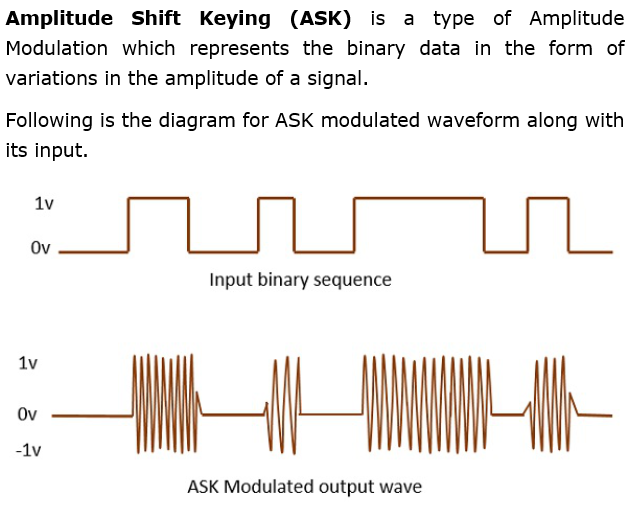 Amplitude Shift Keying (ASK) is a type of Amplitude
Modulation which represents the binary data in the form of
variations in the amplitude of a signal.
Following is the diagram for ASK modulated waveform along with
its input.
1v
0v
Input binary sequence
1v
0v
-1v
ASK Modulated output wave